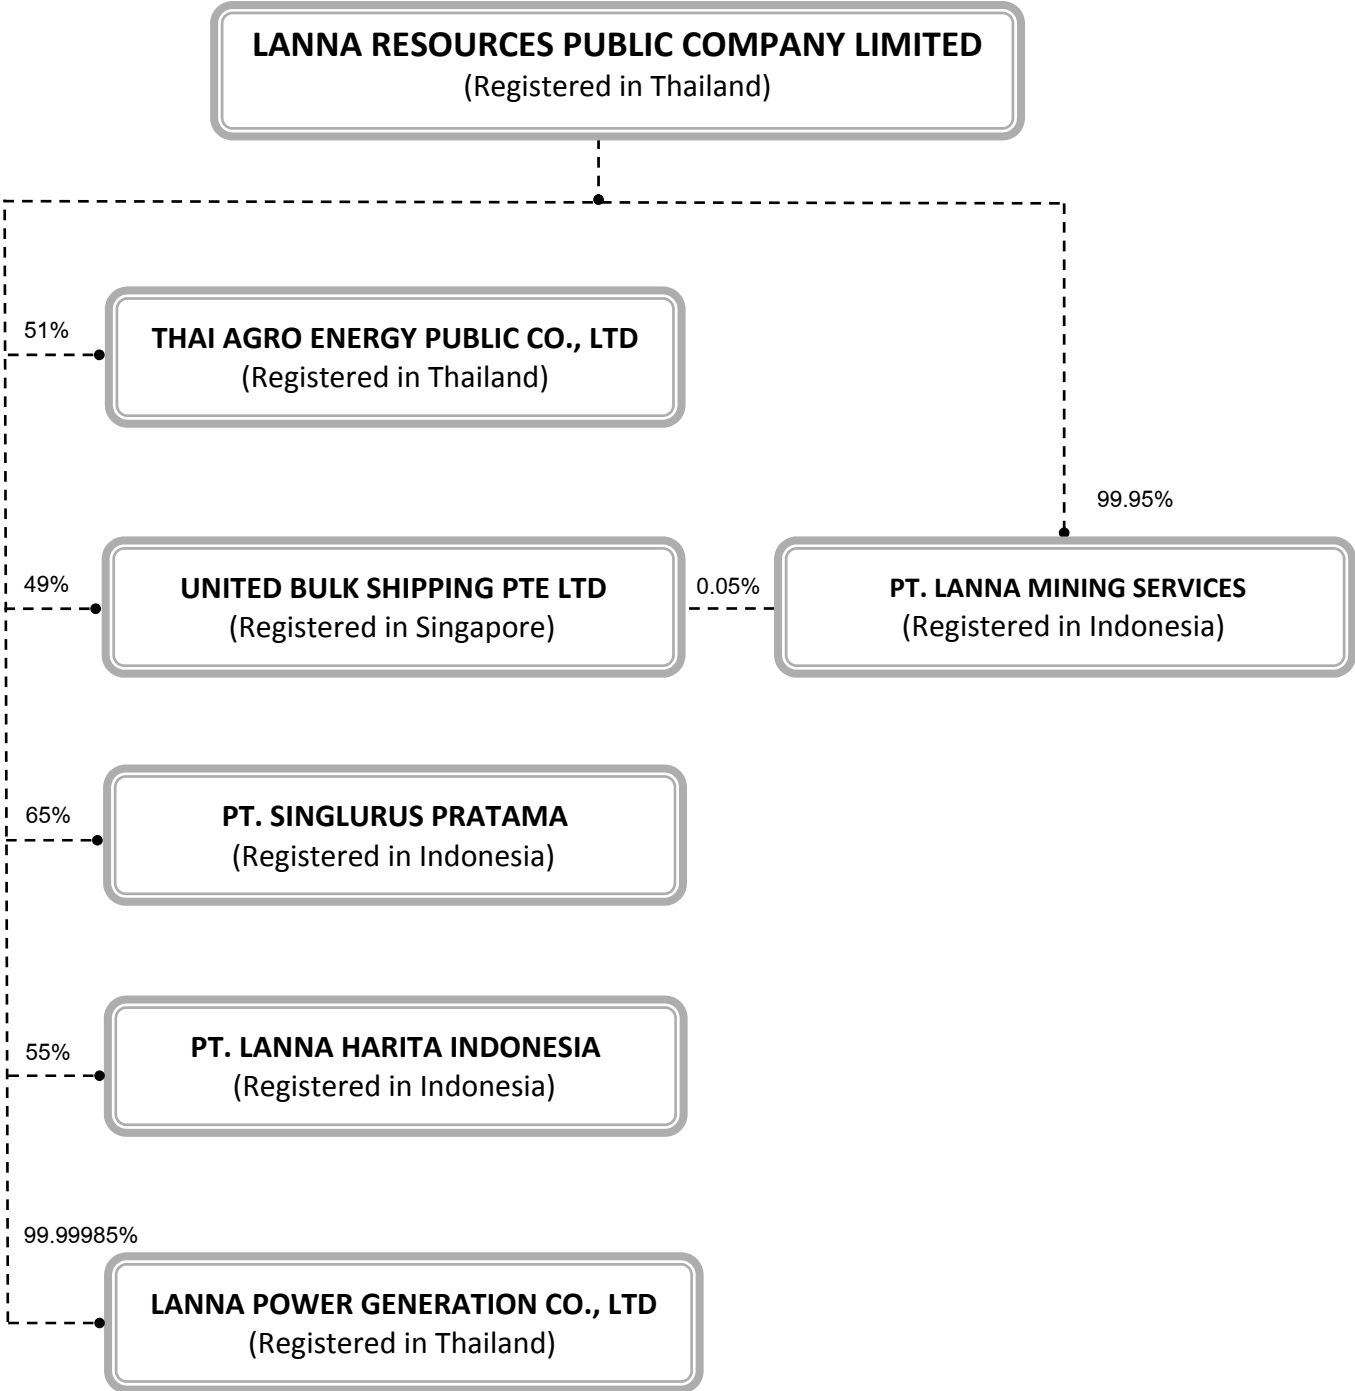 LANNA RESOURCES PUBLIC COMPANY LIMITED
(Registered in Thailand)
51%
THAI AGRO ENERGY PUBLIC CO., LTD
(Registered in Thailand)
99.95%
49%
UNITED BULK SHIPPING PTE LTD
(Registered in Singapore)
0.05%
PT. LANNA MINING SERVICES
(Registered in Indonesia)
65%
PT. SINGLURUS PRATAMA
(Registered in Indonesia)
55%
PT. LANNA HARITA INDONESIA
(Registered in Indonesia)
99.99985%
LANNA POWER GENERATION CO., LTD
(Registered in Thailand)